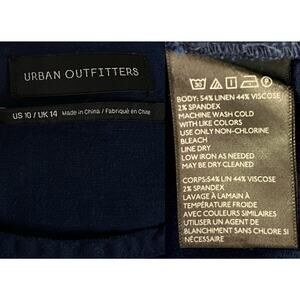 URBAN OUTFITTERS
US 10 / UK 14 Made in China / Fabriqué en Chine
BODY: 54% LINEN 44% VISCOSE
2% SPANDEX
MACHINE WASH COLD
WITH LIKE COLORS
USE ONLY NON-CHLORINE
BLEACH
LINE DRY
LOW IRON AS NEEDED
MAY BE DRY CLEANED
CORPS:54% LIN 44% VISCOSE
2% SPANDEX
LAVAGE À LAMAIN À
TEMPÉRATURE FROIDE
AVEC COULEURS SIMILAIRES
UTILISER UN AGENT DE
BLANCHIMENT SANS CHLORE SI
NÉCESSAIRE